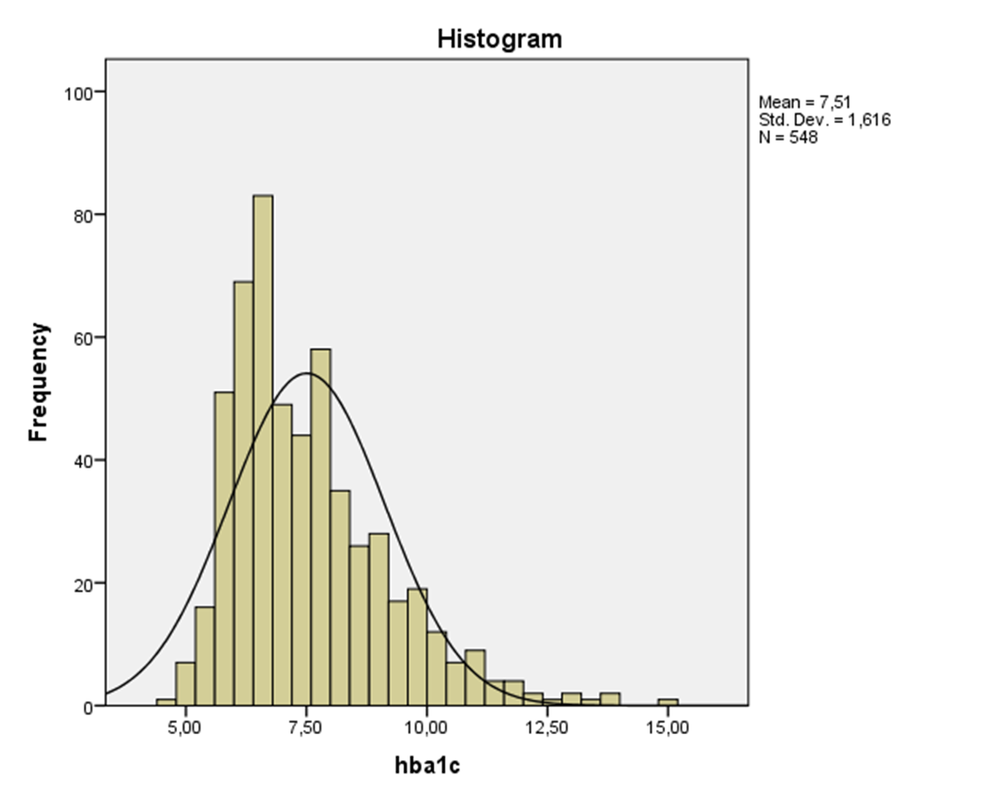 Histogram
100
80
60
40
20
0
Frequency
5,00
7,50
10,00
12,50
15,00
hba1c
Mean = 7,51
Std. Dev. = 1,616
N = 548